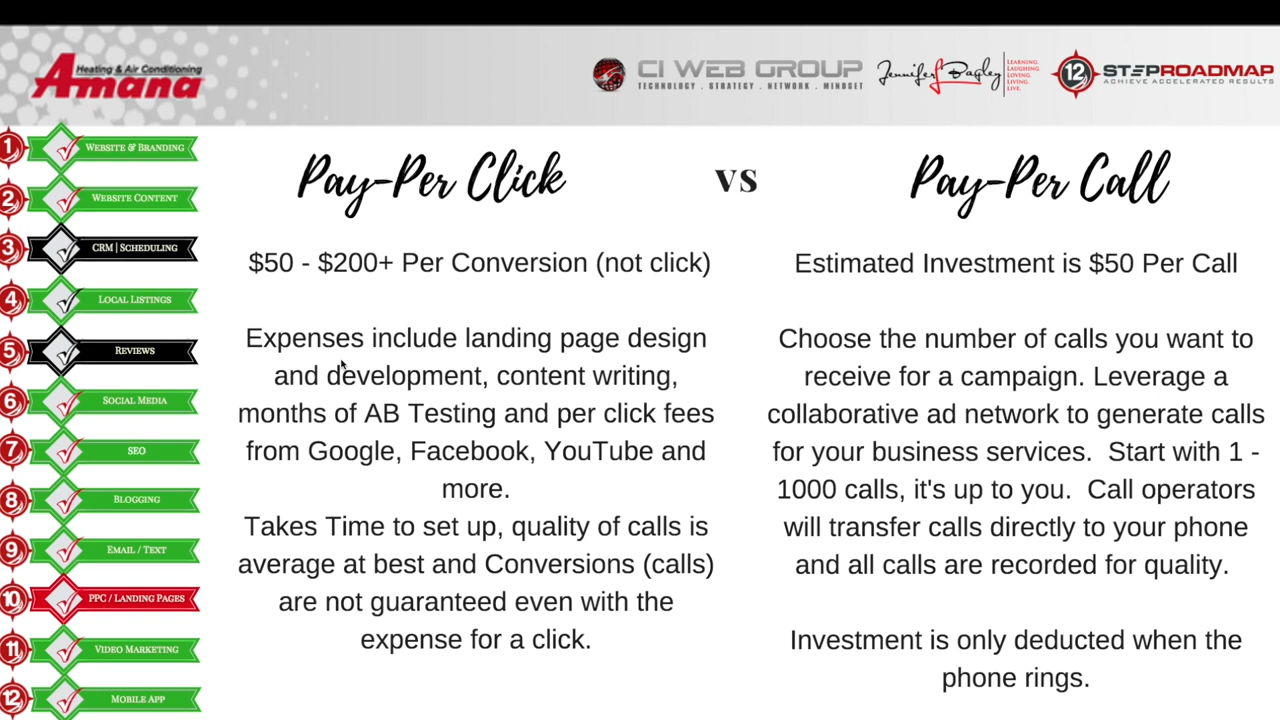 Heating & Air Conditioning
Amana
CI WEB GROUP
TECHNOLOGY . STRATEGY . NETWORK . MINDSET
Jennifer Bagley
LEARNING.
LAUGHING.
LOVING.
LIVING.
LIVE.
12 STEPROADMAP
ACHIEVE ACCELERATED RESULTS
1 WEBSITE & BRANDING
2 WEBSITE CONTENT
3 CRM | SCHEDULING
4 LOCAL LISTINGS
5 REVIEWS
6 SOCIAL MEDIA
7 SEO
8 BLOGGING
9 EMAIL / TEXT
10 PPC / LANDING PAGES
11 VIDEO MARKETING
12 MOBILE APP
Pay-Per Click
$50 - $200+ Per Conversion (not click)
Expenses include landing page design
and development, content writing,
months of AB Testing and per click fees
from Google, Facebook, YouTube and
more.
Takes Time to set up, quality of calls is
average at best and Conversions (calls)
are not guaranteed even with the
expense for a click.
vs
Pay-Per Call
Estimated Investment is $50 Per Call
Choose the number of calls you want to
receive for a campaign. Leverage a
collaborative ad network to generate calls
for your business services.  Start with 1 -
1000 calls, it's up to you.  Call operators
will transfer calls directly to your phone
and all calls are recorded for quality.
Investment is only deducted when the
phone rings.